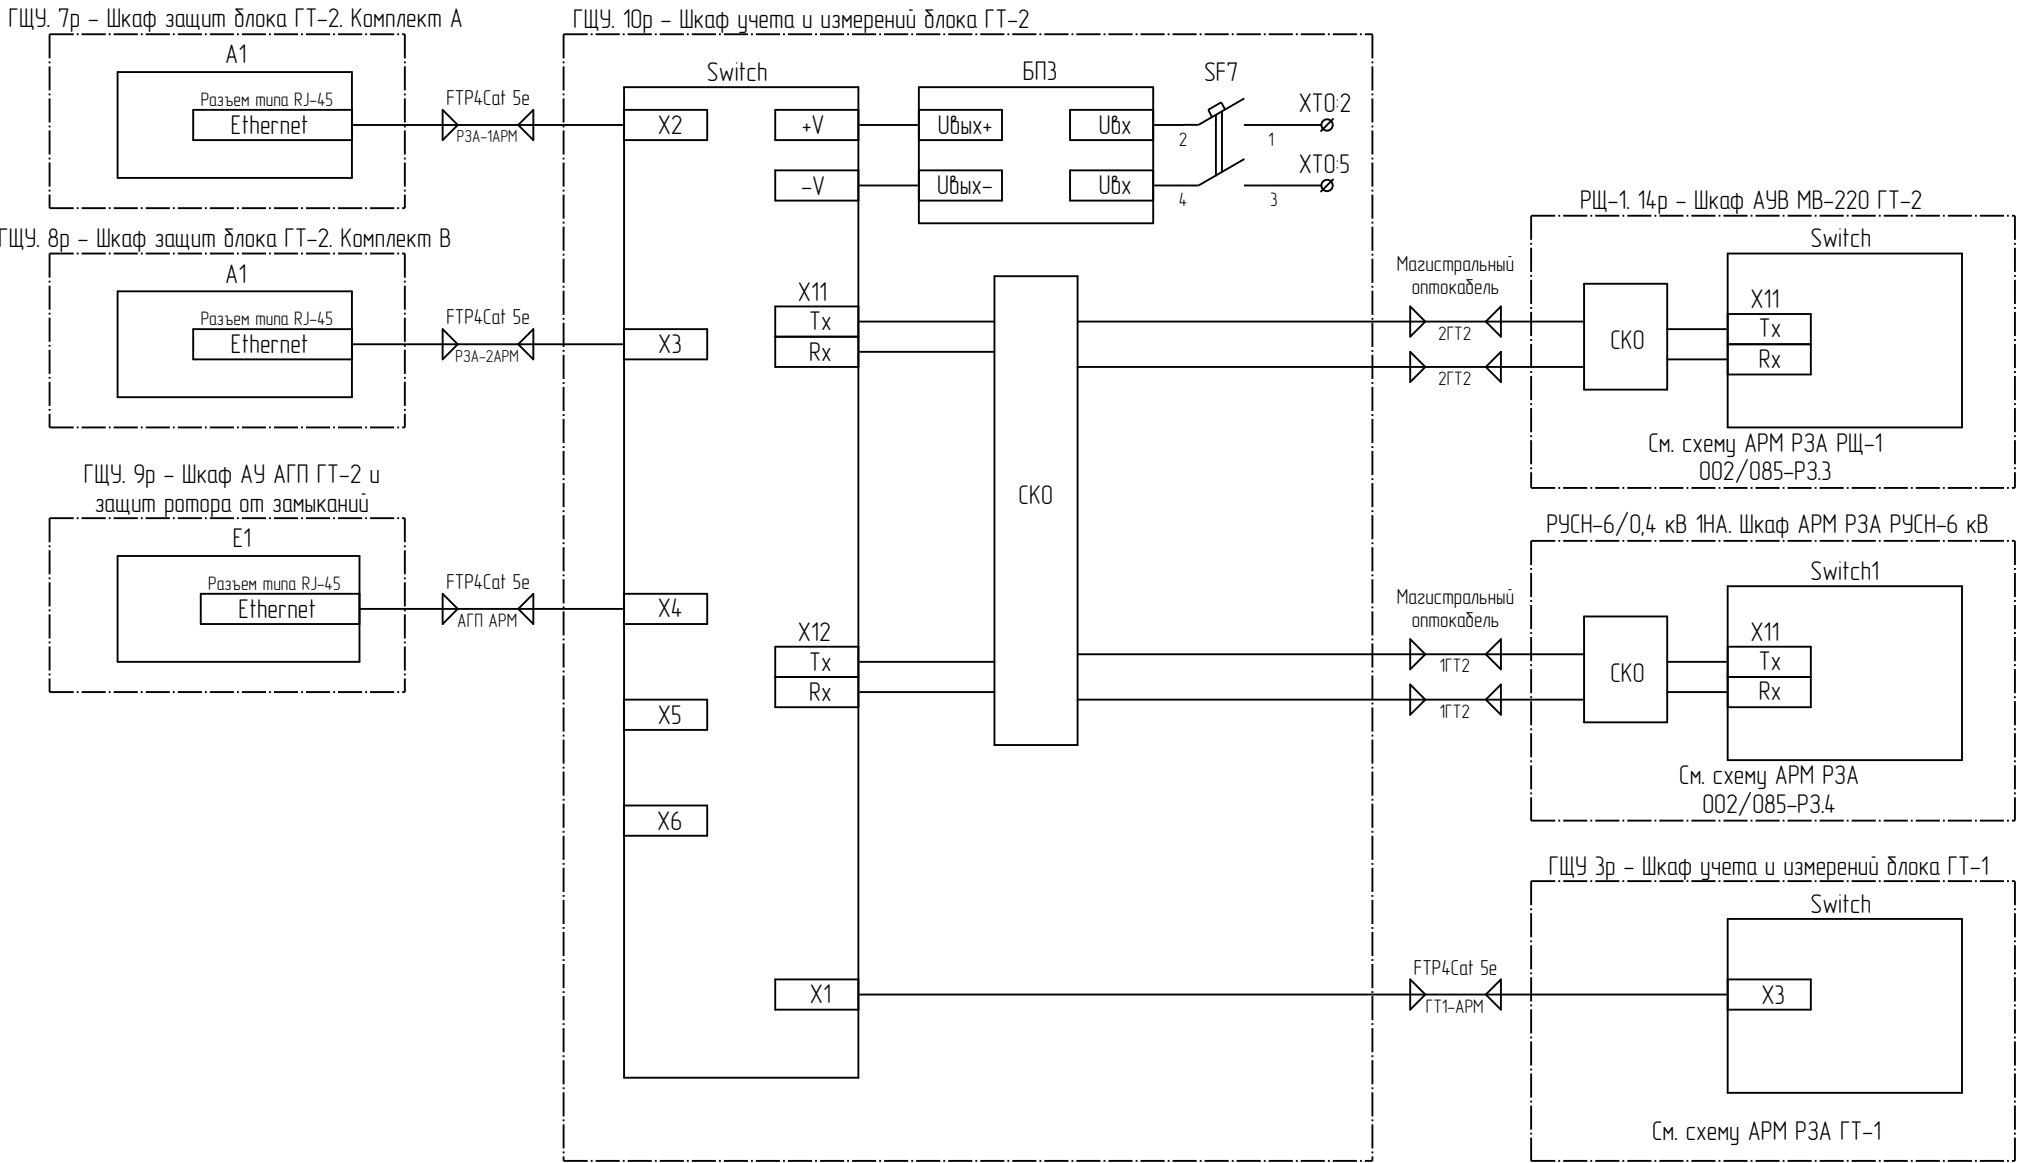 ГЩУ. 7р – Шкаф защит блока ГТ-2. Комплект А
А1
Разъем типа RJ-45
Ethernet
FTP4Cat 5e
РЗА-1АРМ
ГЩУ. 8р – Шкаф защит блока ГТ-2. Комплект В
А1
Разъем типа RJ-45
Ethernet
FTP4Cat 5e
РЗА-2АРМ
ГЩУ. 9р – Шкаф АУ АГП ГТ-2 и
защит ротора от замыканий
Е1
Разъем типа RJ-45
Ethernet
FTP4Cat 5e
АГП АРМ
ГЩУ. 10р – Шкаф учета и измерений блока ГТ-2
Switch
X2
X3
X4
X5
X6
+V
-V
X11
Tx
Rx
X12
Tx
Rx
X1
БП3
Uвых+
Uвых-
Uвх
Uвх
SF7
2
1
4
3
XT0:2
XT0:5
СКО
Магистральный
оптокабель
2ГТ2
2ГТ2
РЩ-1. 14р – Шкаф АУВ МВ-220 ГТ-2
Switch
СКО
X11
Tx
Rx
См. схему АРМ РЗА РЩ-1
002/085-РЗ.3
Магистральный
оптокабель
1ГТ2
1ГТ2
РУСН-6/0,4 кВ 1НА. Шкаф АРМ РЗА РУСН-6 кВ
Switch1
СКО
X11
Tx
Rx
См. схему АРМ РЗА
002/085-РЗ.4
FTP4Cat 5e
ГТ1-АРМ
ГЩУ 3р – Шкаф учета и измерений блока ГТ-1
Switch
X3
См. схему АРМ РЗА ГТ-1